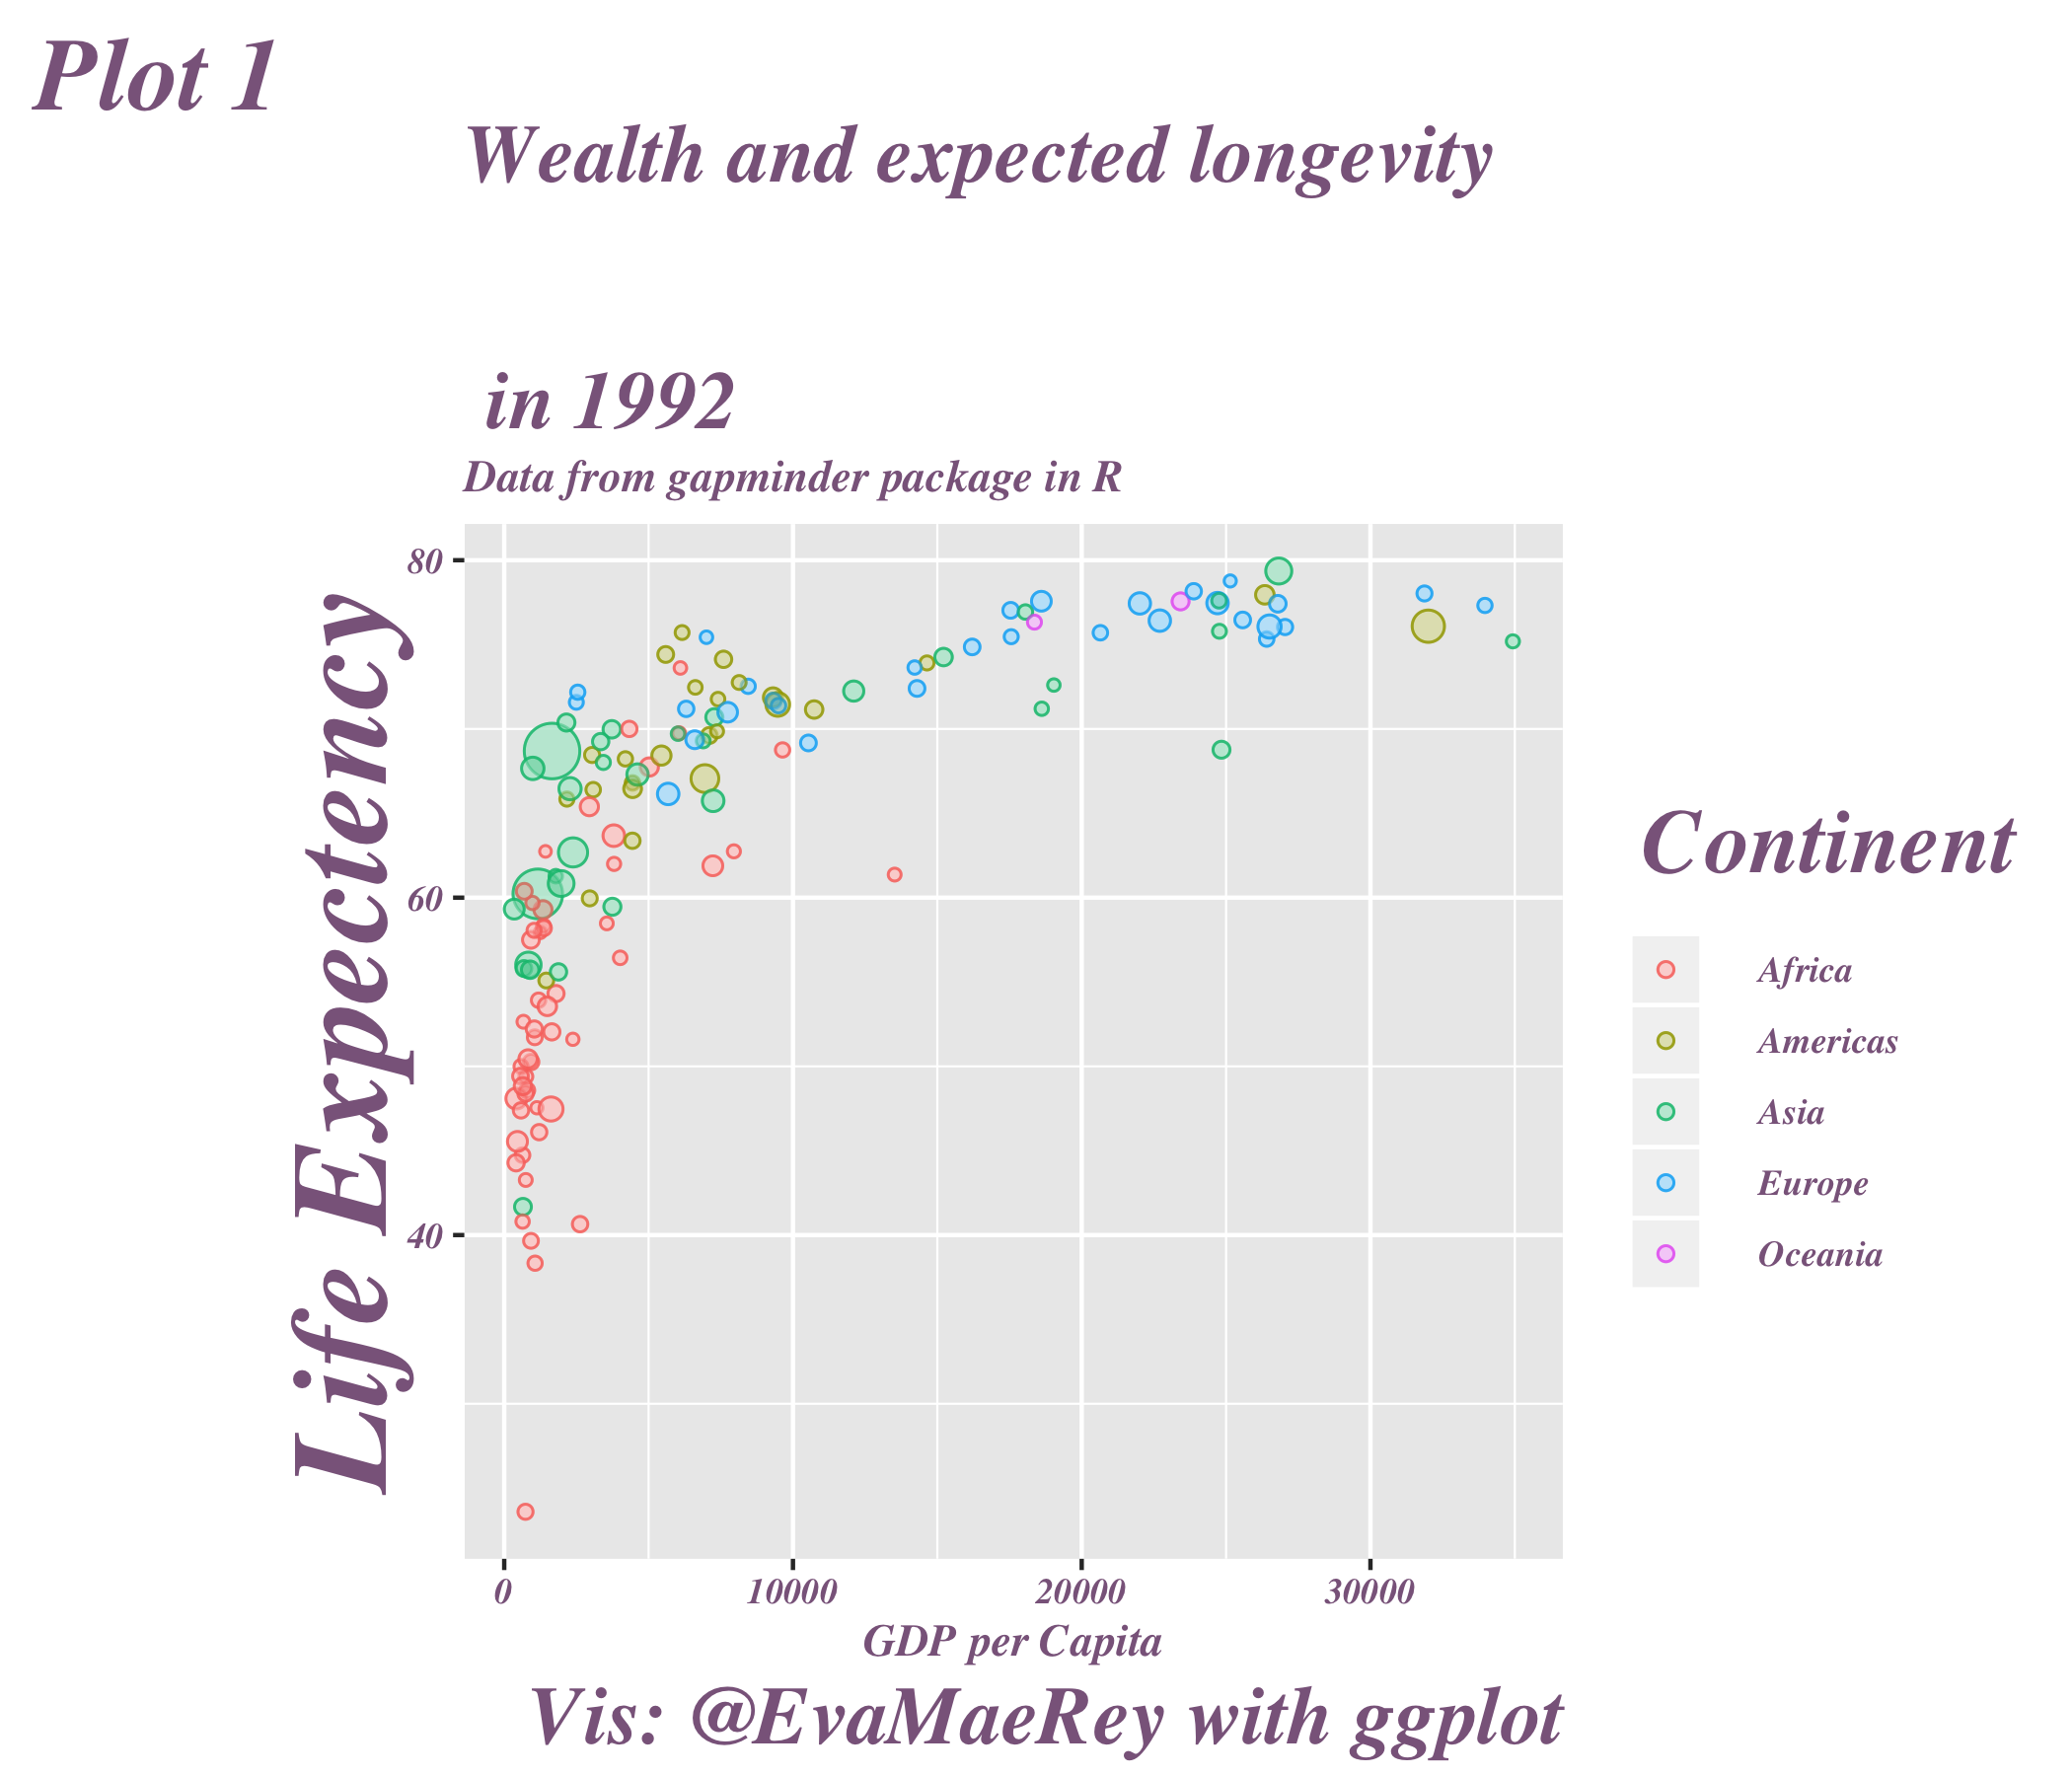 Plot 1
Wealth and expected longevity
in 1992
Data from gapminder package in R
Life Expectency
80
60
40
0 10000 20000 30000
GDP per Capita
Continent
Africa
Americas
Asia
Europe
Oceania
Vis: @EvaMaeRey with ggplot